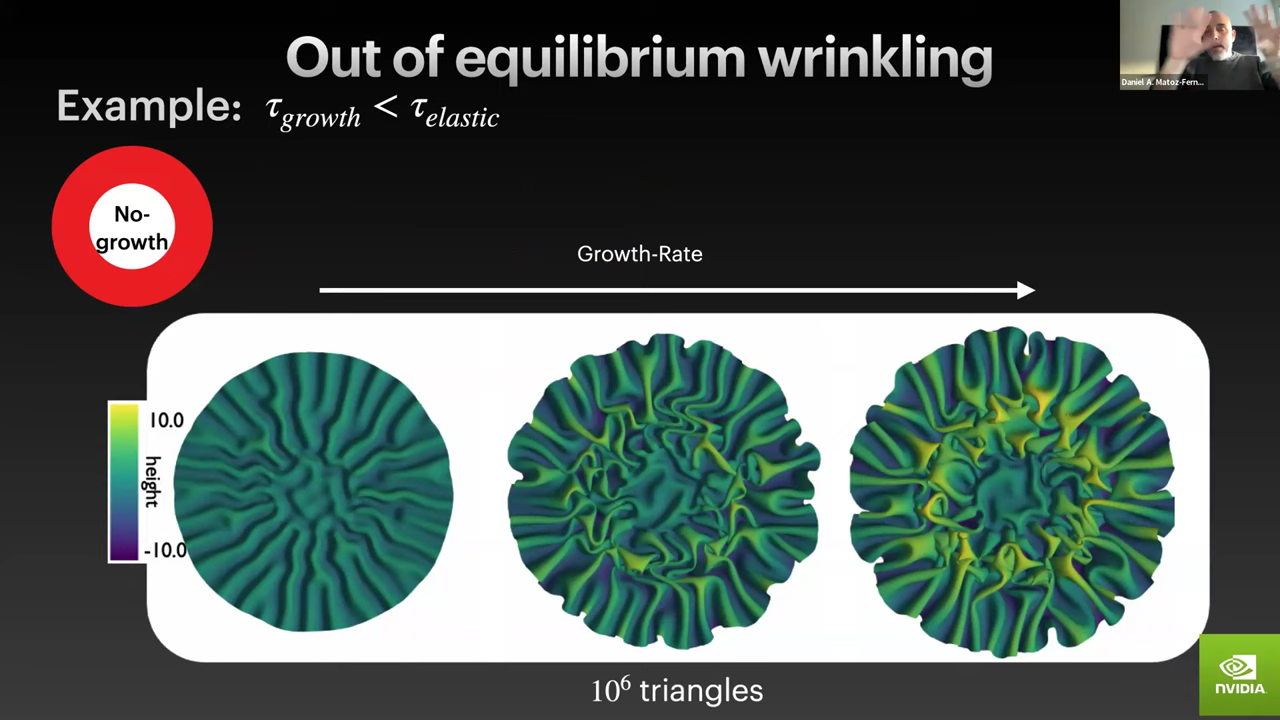 Out of equilibrium wrinkling
Daniel A. Matoz-Fern...
Example: τ_growth < τ_elastic
No-
growth
Growth-Rate
10.0
height
-10.0
10⁶ triangles
NVIDIA